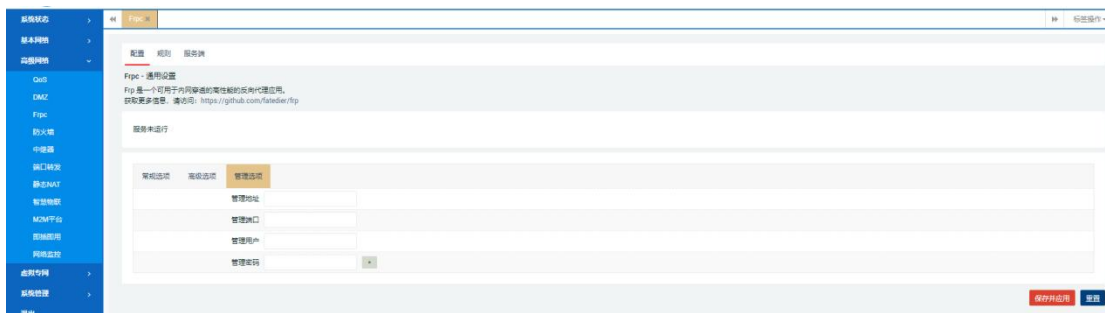 系统状态
基本网络
高级网络
QoS
DMZ
Frpc
防火墙
中继器
端口转发
静态NAT
智慧物联
M2M平台
即插即用
网络监控
虚拟专网
系统管理
退出
Frpc
标签操作
配置 规则 服务端
Frpc - 通用设置
Frp 是一个可用于内网穿透的高性能的反向代理应用。
获取更多信息，请访问：https://github.com/fatedier/frp
服务未运行
常规选项 高级选项 管理选项
管理地址
管理端口
管理用户
管理密码
保存并应用 重置